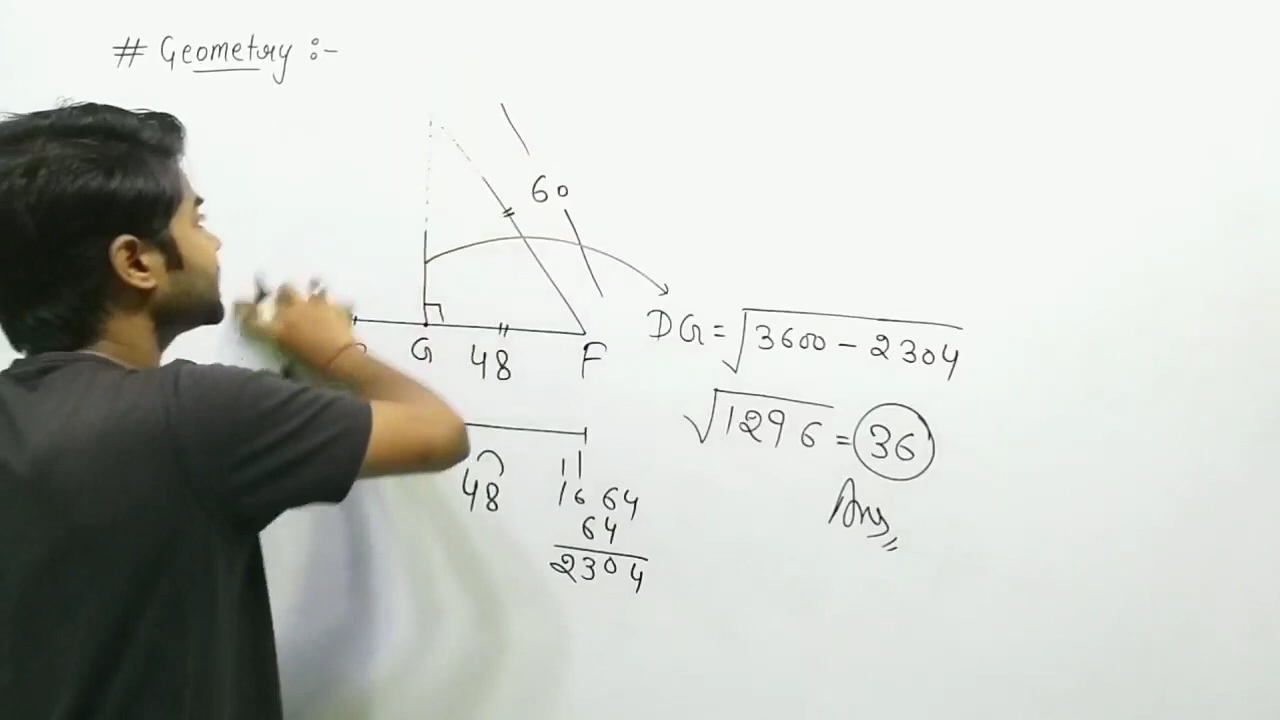 # Geometry :-
60
G 48 F
DG = √3600 - 2304
√1296 = 36
Ans
48 16 64
64
2304